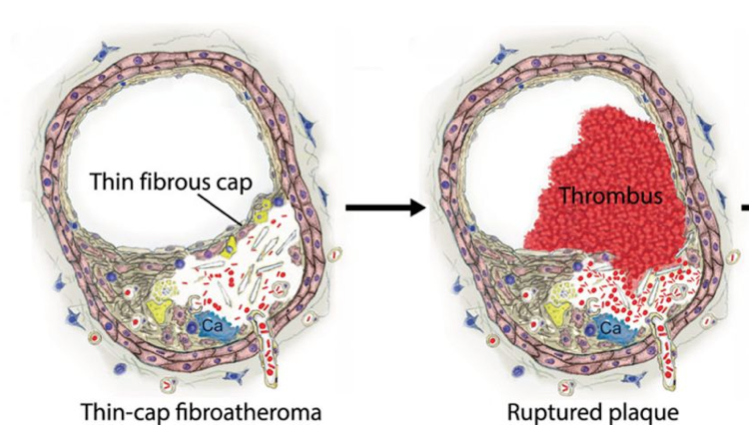 Thin fibrous cap
Thrombus
Ca
Ca
Thin-cap fibroatheroma
Ruptured plaque